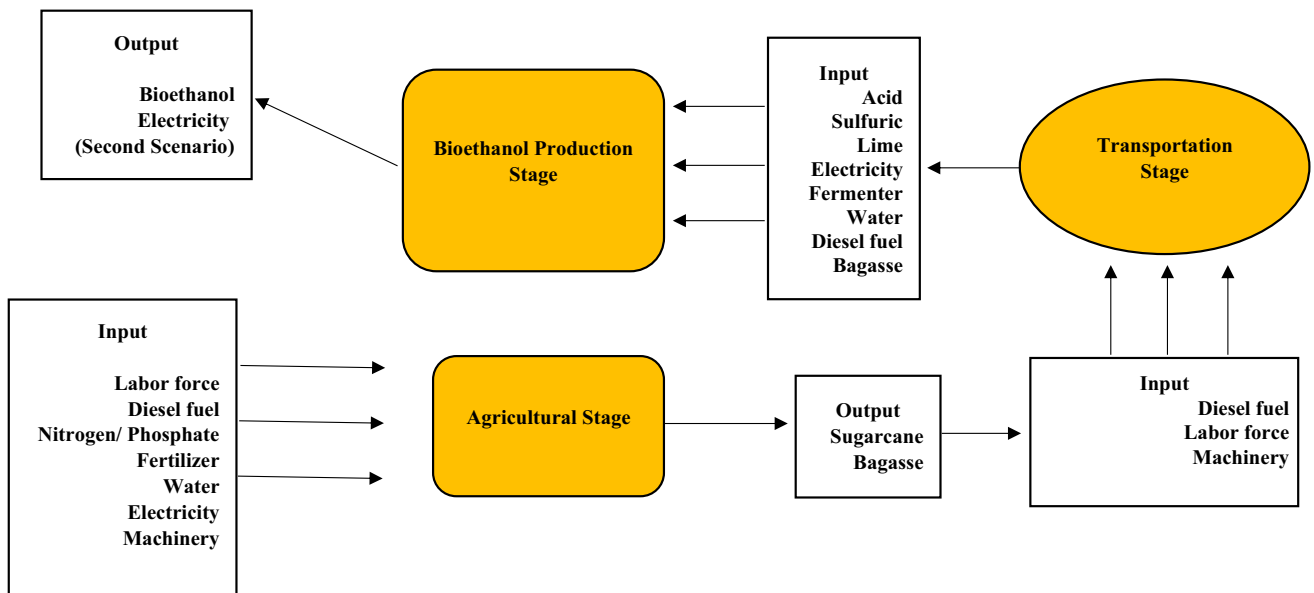 Output
Bioethanol
Electricity
(Second Scenario)
Bioethanol Production
Stage
Input
Acid
Sulfuric
Lime
Electricity
Fermenter
Water
Diesel fuel
Bagasse
Transportation
Stage
Input
Labor force
Diesel fuel
Nitrogen/ Phosphate
Fertilizer
Water
Electricity
Machinery
Agricultural Stage
Output
Sugarcane
Bagasse
Input
Diesel fuel
Labor force
Machinery